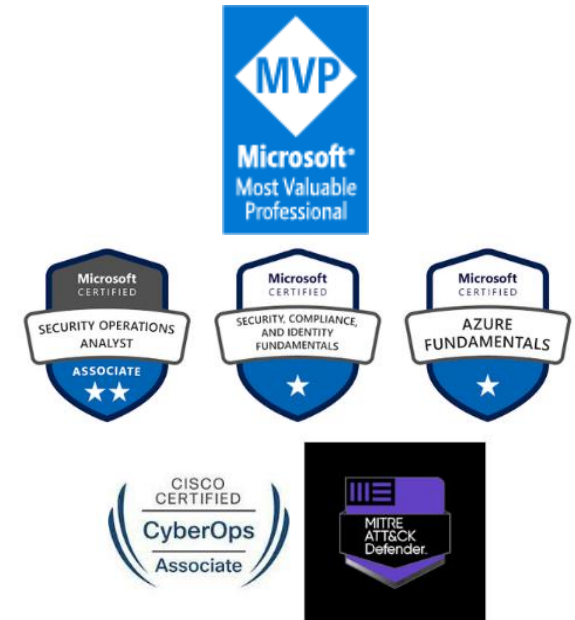 MVP
Microsoft®
Most Valuable
Professional
Microsoft
CERTIFIED
SECURITY OPERATIONS
ANALYST
ASSOCIATE
Microsoft
CERTIFIED
SECURITY, COMPLIANCE,
AND IDENTITY
FUNDAMENTALS
Microsoft
CERTIFIED
AZURE
FUNDAMENTALS
CISCO
CERTIFIED
CyberOps
Associate
MITRE
ATT&CK
Defender.